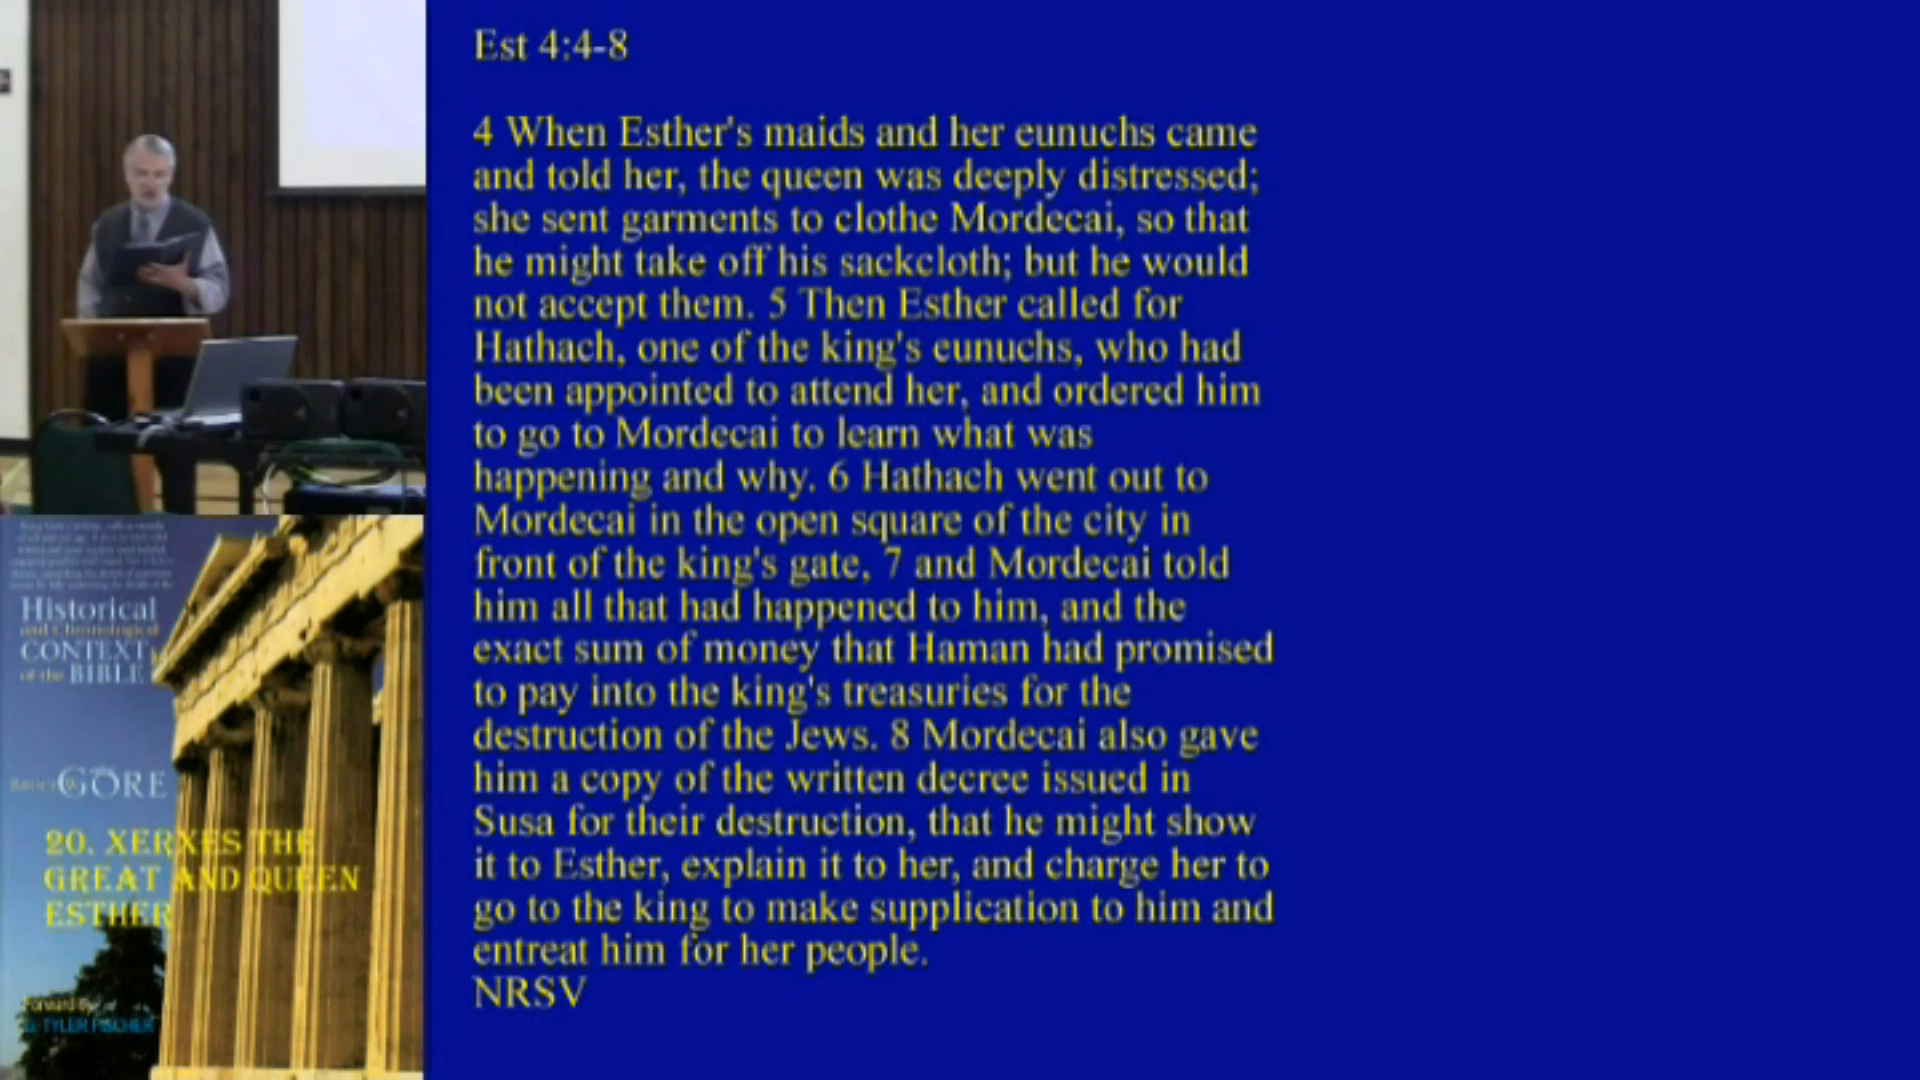 Est 4:4-8
4 When Esther's maids and her eunuchs came
and told her, the queen was deeply distressed;
she sent garments to clothe Mordecai, so that
he might take off his sackcloth; but he would
not accept them. 5 Then Esther called for
Hathach, one of the king's eunuchs, who had
been appointed to attend her, and ordered him
to go to Mordecai to learn what was
happening and why. 6 Hathach went out to
Mordecai in the open square of the city in
front of the king's gate, 7 and Mordecai told
him all that had happened to him, and the
exact sum of money that Haman had promised
to pay into the king's treasuries for the
destruction of the Jews. 8 Mordecai also gave
him a copy of the written decree issued in
Susa for their destruction, that he might show
it to Esther, explain it to her, and charge her to
go to the king to make supplication to him and
entreat him for her people.
NRSV
Historical
and Chronological
CONTEXT
of the BIBLE
GORE
20. XERXES THE
GREAT AND QUEEN
ESTHER
TYLER FISCHER